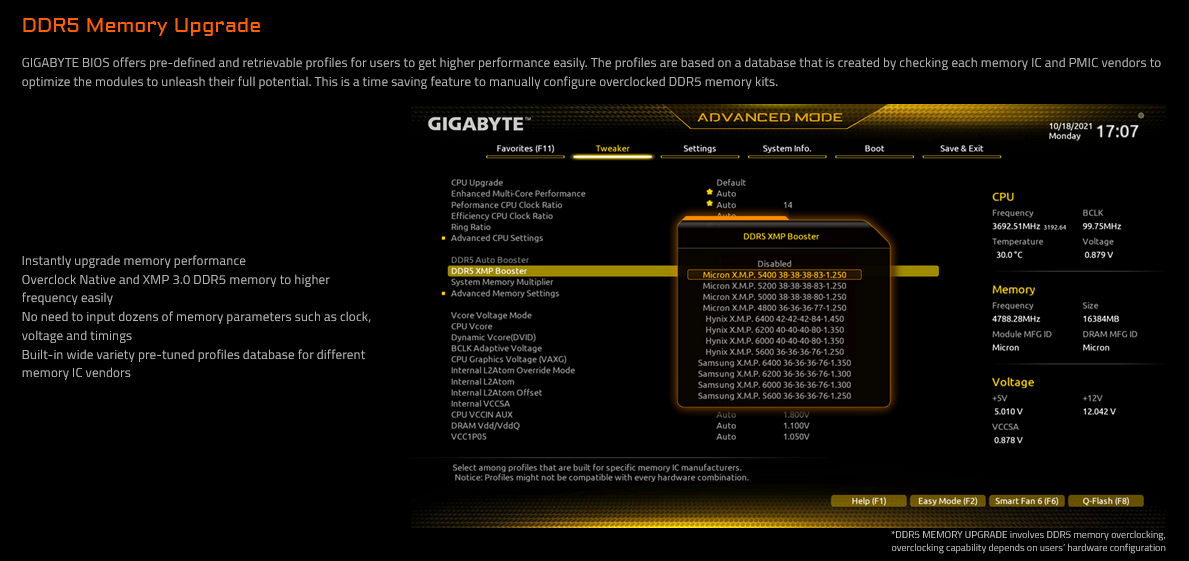 DDR5 Memory Upgrade
GIGABYTE BIOS offers pre-defined and retrievable profiles for users to get higher performance easily. The profiles are based on a database that is created by checking each memory IC and PMIC vendors to
optimize the modules to unleash their full potential. This is a time saving feature to manually configure overclocked DDR5 memory kits.
Instantly upgrade memory performance
Overclock Native and XMP 3.0 DDR5 memory to higher
frequency easily
No need to input dozens of memory parameters such as clock,
voltage and timings
Built-in wide variety pre-tuned profiles database for different
memory IC vendors
GIGABYTE™
ADVANCED MODE
10/18/2021
Monday
17:07
Favorites (F11) Tweaker Settings System Info. Boot Save & Exit
CPU Upgrade Default
Enhanced Multi-Core Performance Auto
Peformance CPU Clock Ratio Auto 14
Efficiency CPU Clock Ratio Auto
Ring Ratio
Advanced CPU Settings
DDR5 Auto Booster
DDR5 XMP Booster
System Memory Multiplier
Advanced Memory Settings
Vcore Voltage Mode
CPU Vcore
Dynamic Vcore(DVID)
BCLK Adaptive Voltage
CPU Graphics Voltage (VAXG)
Internal L2Atom Override Mode
Internal L2Atom
Internal L2Atom Offset
Internal VCCSA
CPU VCCIN AUX Auto 1.800V
DRAM Vdd/VddQ Auto 1.100V
VCC1P05 Auto 1.050V
DDR5 XMP Booster
Disabled
Micron X.M.P. 5400 38-38-38-83-1.250
Micron X.M.P. 5200 38-38-38-83-1.250
Micron X.M.P. 5000 38-38-38-80-1.250
Micron X.M.P. 4800 36-38-38-77-1.250
Hynix X.M.P. 6400 42-42-42-84-1.450
Hynix X.M.P. 6200 40-40-40-80-1.350
Hynix X.M.P. 6000 40-40-40-80-1.350
Hynix X.M.P. 5600 36-36-36-76-1.250
Samsung X.M.P. 6400 36-36-36-76-1.350
Samsung X.M.P. 6200 36-36-36-76-1.300
Samsung X.M.P. 6000 36-36-36-76-1.300
Samsung X.M.P. 5600 36-36-36-76-1.250
CPU
Frequency BCLK
3692.51MHz 3192.64 99.75MHz
Temperature Voltage
30.0 °C 0.879 V
Memory
Frequency Size
4788.28MHz 16384MB
Module MFG ID DRAM MFG ID
Micron Micron
Voltage
+5V +12V
5.010 V 12.042 V
VCCSA
0.878 V
Select among profiles that are built for specific memory IC manufacturers.
Notice: Profiles might not be compatible with every hardware combination.
Help (F1) Easy Mode (F2) Smart Fan 6 (F6) Q-Flash (F8)
*DDR5 MEMORY UPGRADE involves DDR5 memory overclocking,
overclocking capability depends on users' hardware configuration